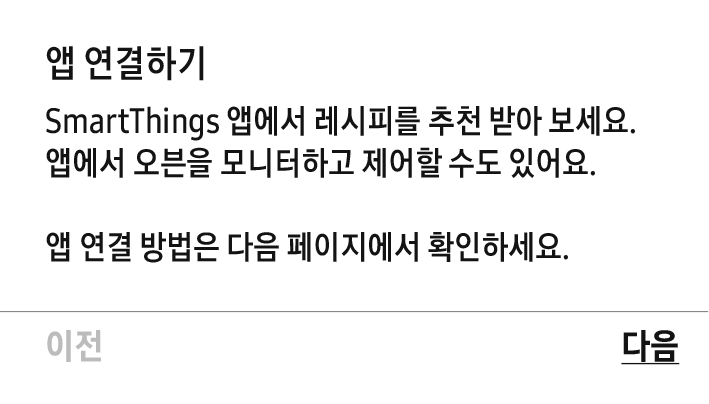 앱 연결하기
SmartThings 앱에서 레시피를 추천 받아 보세요.
앱에서 오븐을 모니터하고 제어할 수도 있어요.
앱 연결 방법은 다음 페이지에서 확인하세요.
이전
다음